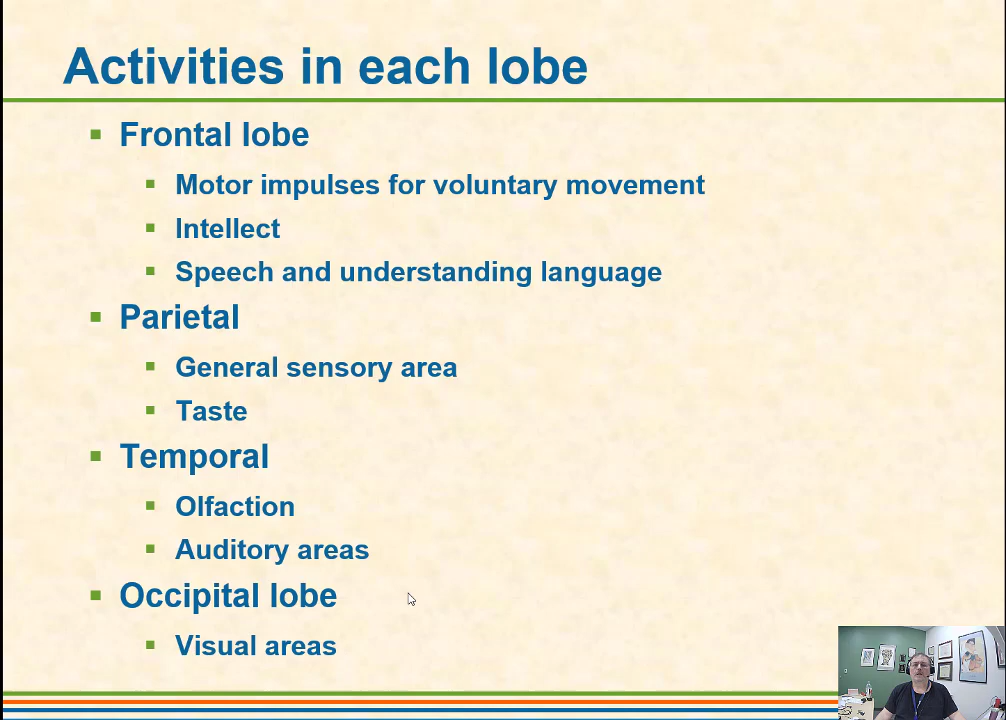 Activities in each lobe
Frontal lobe
Motor impulses for voluntary movement
Intellect
Speech and understanding language
Parietal
General sensory area
Taste
Temporal
Olfaction
Auditory areas
Occipital lobe
Visual areas